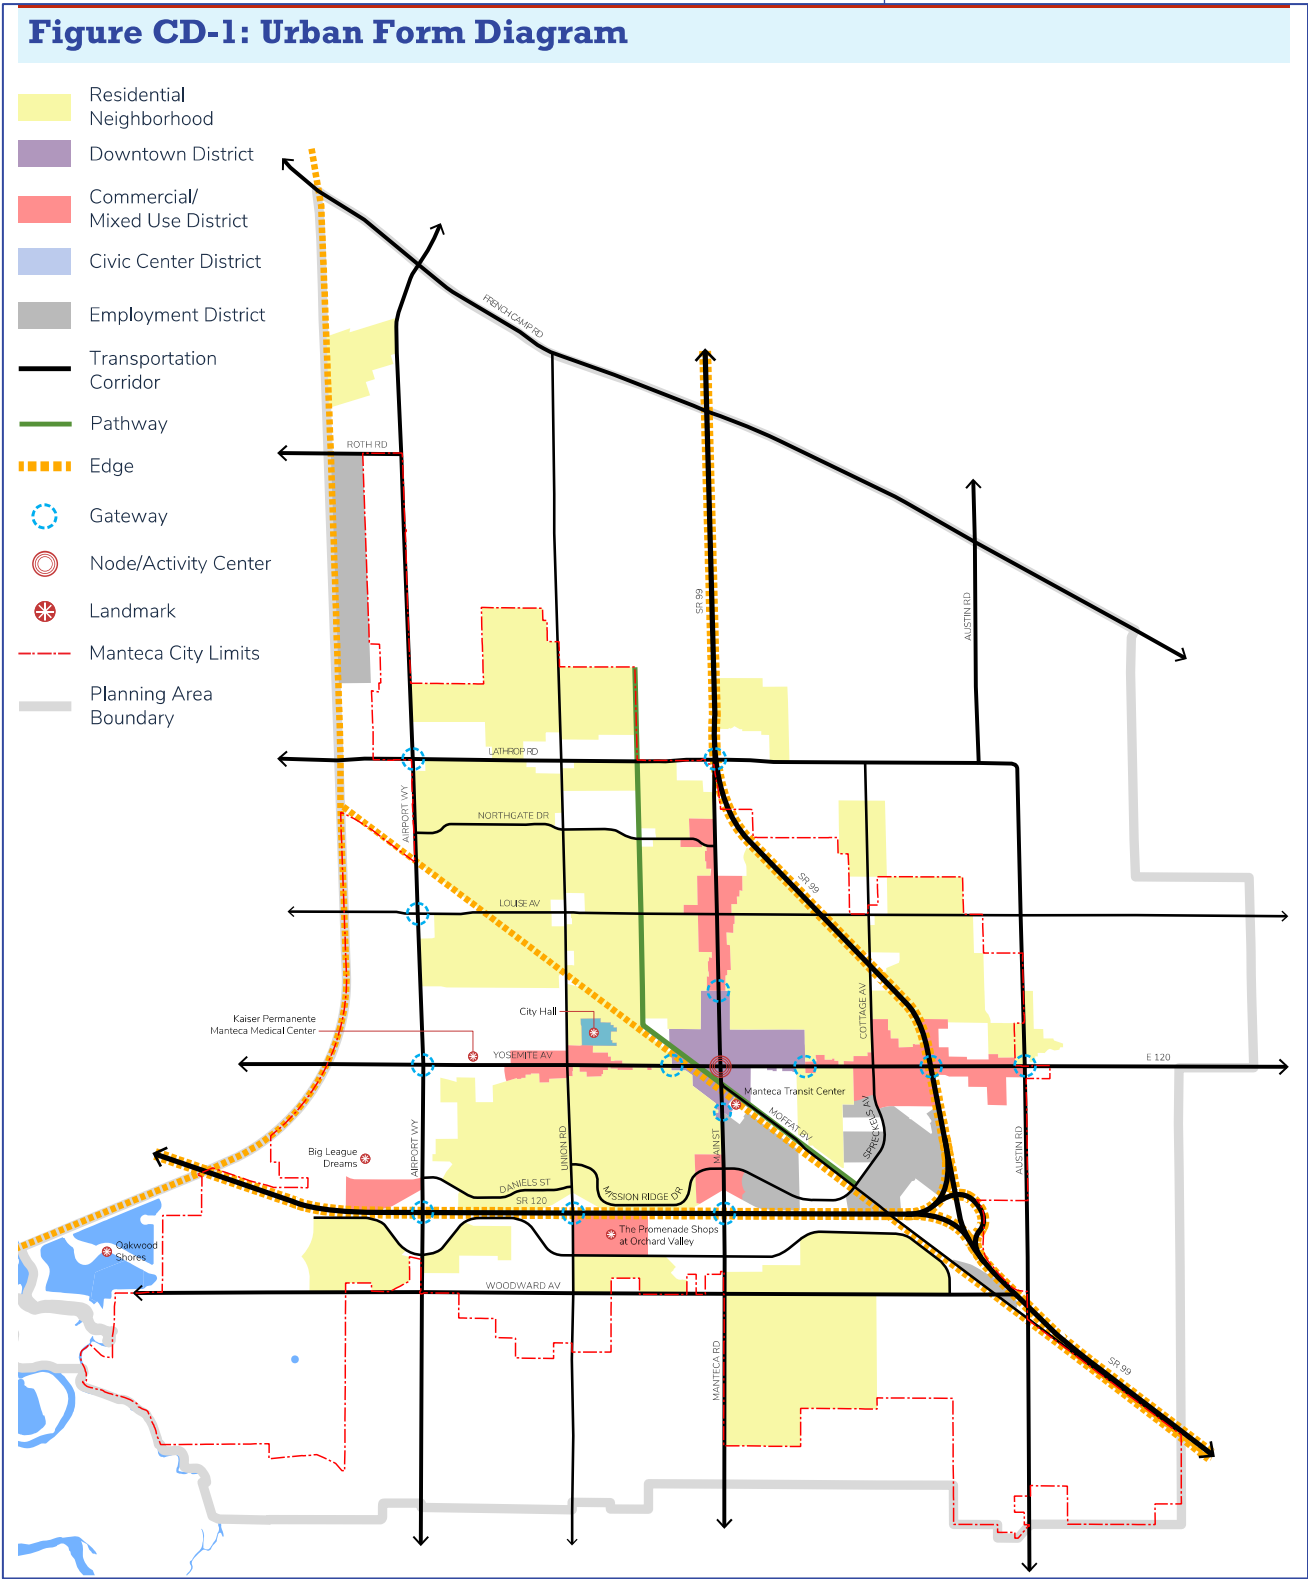 Figure CD-1: Urban Form Diagram
Residential
Neighborhood
Downtown District
Commercial/
Mixed Use District
Civic Center District
Employment District
Transportation
Corridor
Pathway
Edge
Gateway
Node/Activity Center
Landmark
Manteca City Limits
Planning Area
Boundary
FRENCH CAMP RD
ROTH RD
SR 99
AUSTIN RD
LATHROP RD
AIRPORT WY
NORTHGATE DR
SR 99
LOUISE AV
COTTAGE AV
City Hall
Kaiser Permanente
Manteca Medical Center
YOSEMITE AV
E 120
Manteca Transit Center
MOFFAT BV
SPRECKELS AV
AIRPORT WY
UNION RD
MAIN ST
AUSTIN RD
Big League
Dreams
DANIELS ST
MISSION RIDGE DR
SR 120
The Promenade Shops
at Orchard Valley
Oakwood
Shores
WOODWARD AV
MANTECA RD
SR 99